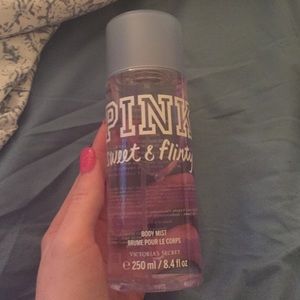 PINK
sweet & flirty
BODY MIST
BRUME POUR LE CORPS
VICTORIA'S SECRET
℮ 250 ml / 8.4 fl oz